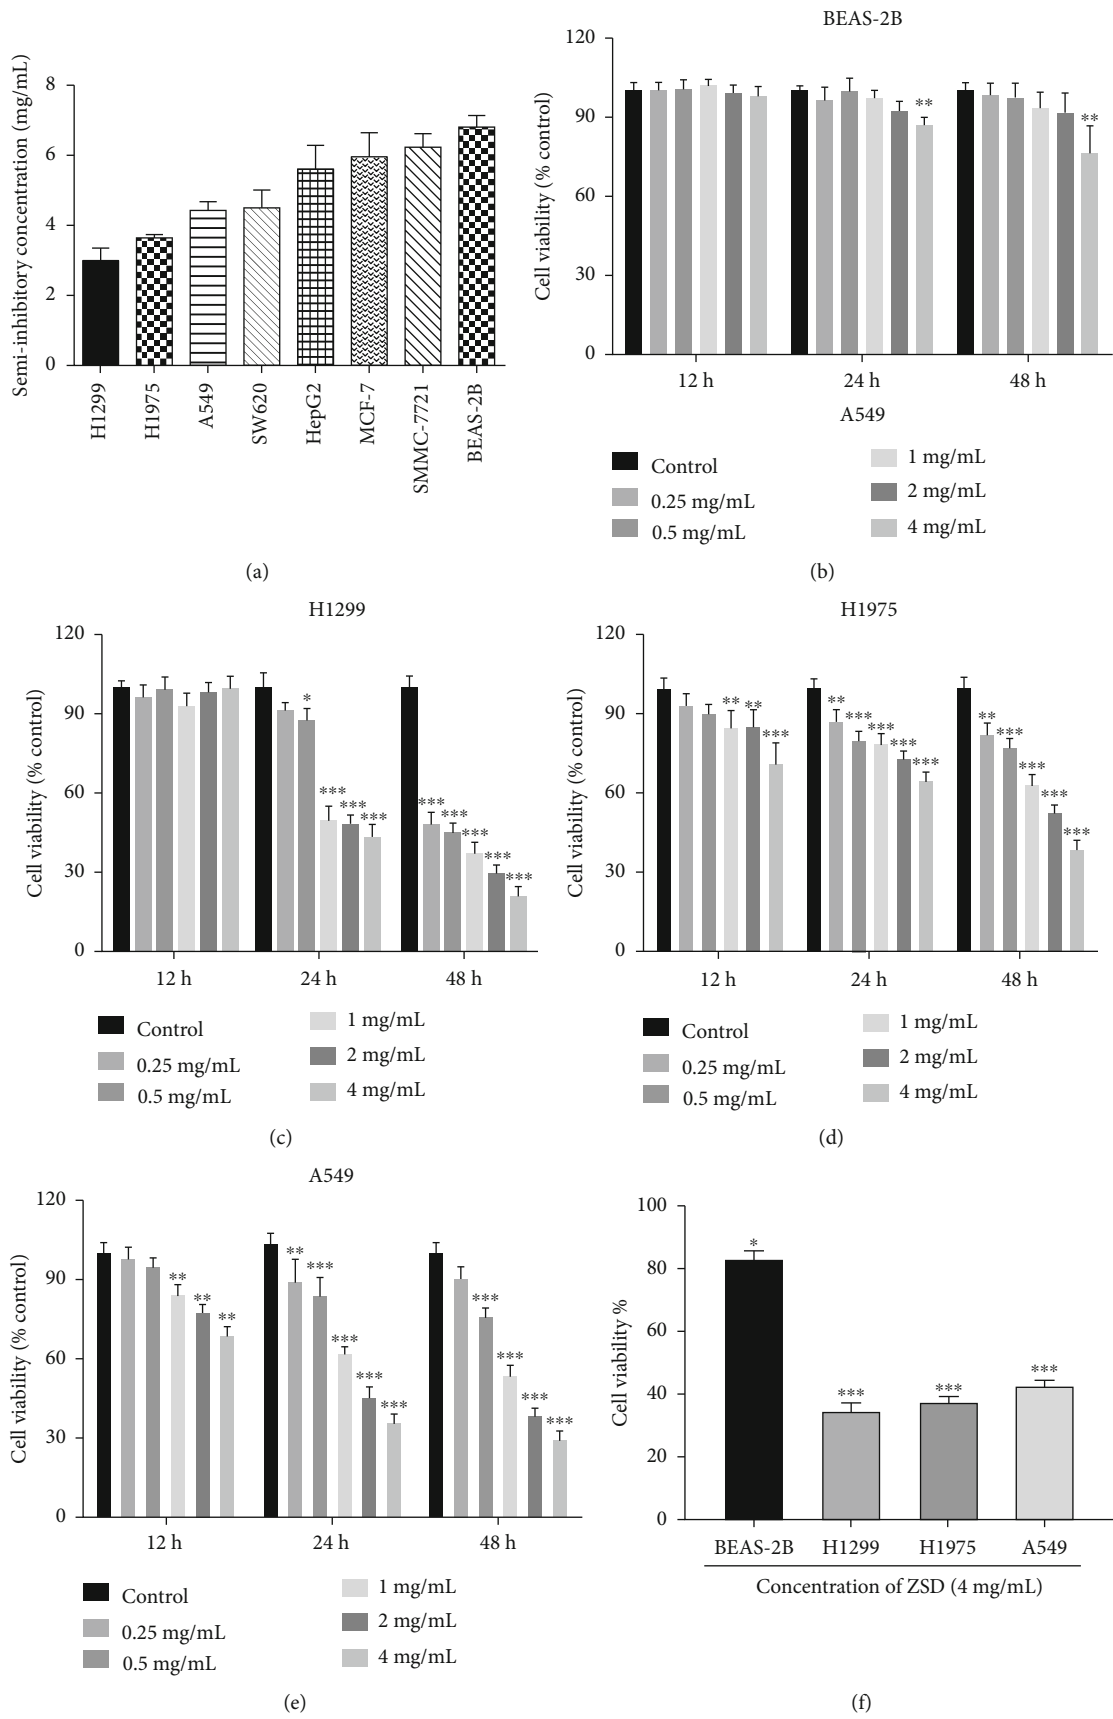 Semi-inhibitory concentration (mg/mL)
8
6
4
2
0
H1299
H1975
A549
SW620
HepG2
MCF-7
SMMC-7721
BEAS-2B
(a)
BEAS-2B
Cell viability (% control)
120
90
60
30
0
**
**
12 h
24 h
48 h
A549
Control
0.25 mg/mL
0.5 mg/mL
1 mg/mL
2 mg/mL
4 mg/mL
(b)
H1299
Cell viability (% control)
120
90
60
30
0
*
***
***
***
***
***
***
***
***
12 h
24 h
48 h
Control
0.25 mg/mL
0.5 mg/mL
1 mg/mL
2 mg/mL
4 mg/mL
(c)
H1975
Cell viability (% control)
120
90
60
30
0
**
**
***
**
***
***
***
***
**
***
***
***
***
12 h
24 h
48 h
Control
0.25 mg/mL
0.5 mg/mL
1 mg/mL
2 mg/mL
4 mg/mL
(d)
A549
Cell viability (% control)
120
90
60
30
0
**
**
**
**
***
***
***
***
***
***
***
***
12 h
24 h
48 h
Control
0.25 mg/mL
0.5 mg/mL
1 mg/mL
2 mg/mL
4 mg/mL
(e)
Cell viability %
100
80
60
40
20
0
*
***
***
***
BEAS-2B
H1299
H1975
A549
Concentration of ZSD (4 mg/mL)
(f)